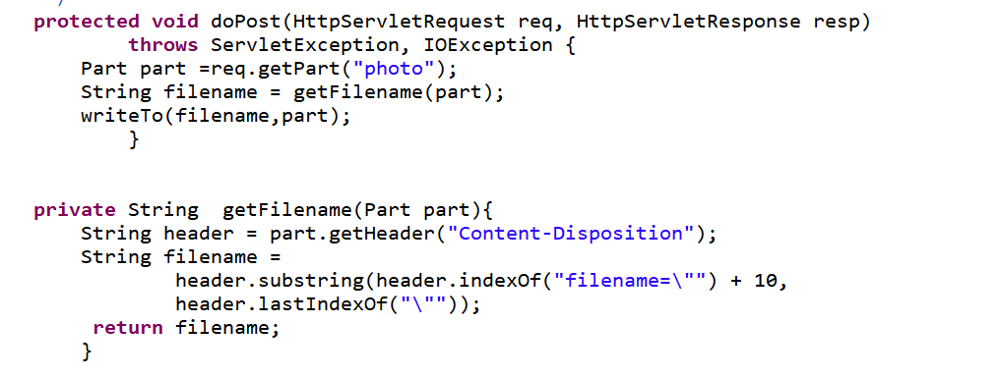 protected void doPost(HttpServletRequest req, HttpServletResponse resp)
throws ServletException, IOException {
Part part =req.getPart("photo");
String filename = getFilename(part);
writeTo(filename,part);
}
private String  getFilename(Part part){
String header = part.getHeader("Content-Disposition");
String filename =
header.substring(header.indexOf("filename=\"") + 10,
header.lastIndexOf("\""));
return filename;
}